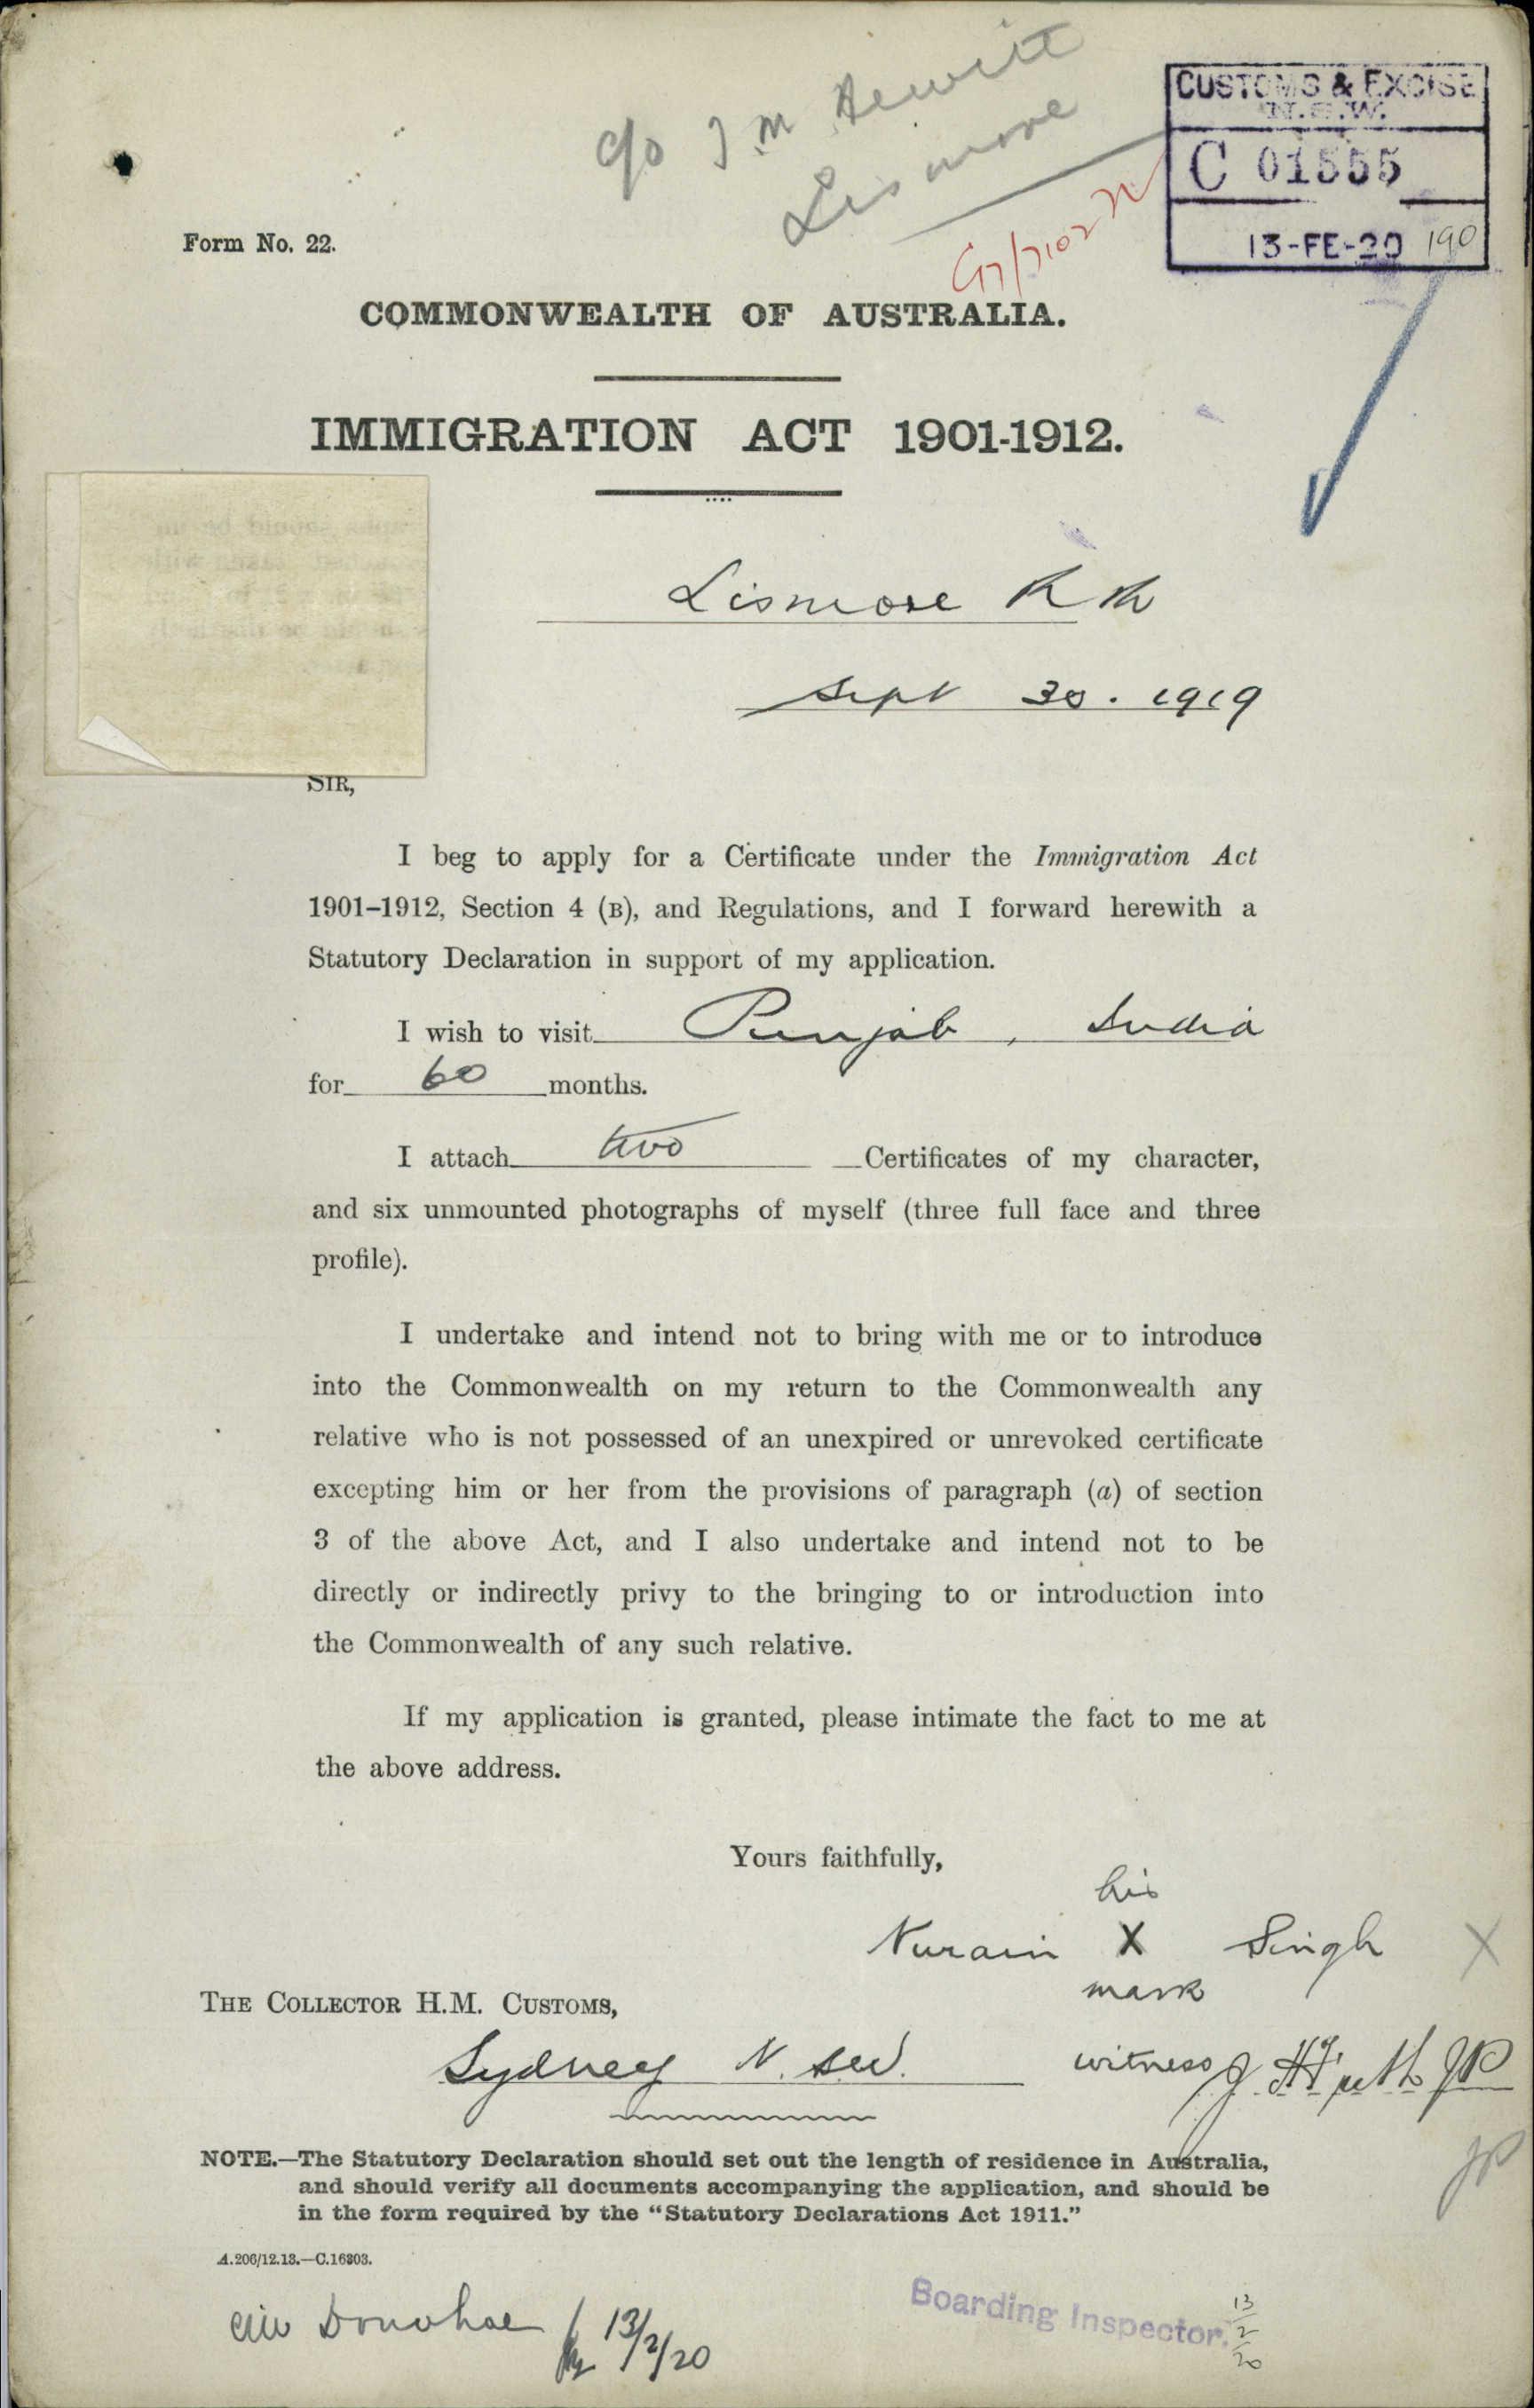 c/o J. M. Hewitt
Lismore
CUSTOMS & EXCISE
N.S.W.
C 01555
13-FE-20 190
Form No. 22.
COMMONWEALTH OF AUSTRALIA.
IMMIGRATION ACT 1901-1912.
Lismore
Sept 30. 1919
SIR,
I beg to apply for a Certificate under the Immigration Act
1901–1912, Section 4 (B), and Regulations, and I forward herewith a
Statutory Declaration in support of my application.
I wish to visit Punjab, India
for 60 months.
I attach two Certificates of my character,
and six unmounted photographs of myself (three full face and three
profile).
I undertake and intend not to bring with me or to introduce
into the Commonwealth on my return to the Commonwealth any
relative who is not possessed of an unexpired or unrevoked certificate
excepting him or her from the provisions of paragraph (a) of section
3 of the above Act, and I also undertake and intend not to be
directly or indirectly privy to the bringing to or introduction into
the Commonwealth of any such relative.
If my application is granted, please intimate the fact to me at
the above address.
Yours faithfully,
his
Nurain X Singh X
mark
THE COLLECTOR H.M. CUSTOMS,
Sydney N.S.W.
witness J. JP
JP
NOTE.—The Statutory Declaration should set out the length of residence in Australia,
and should verify all documents accompanying the application, and should be
in the form required by the “Statutory Declarations Act 1911.”
A.206/12.13.—C.16303.
Donohoe
13/2/20
Boarding Inspector.
13/2/20